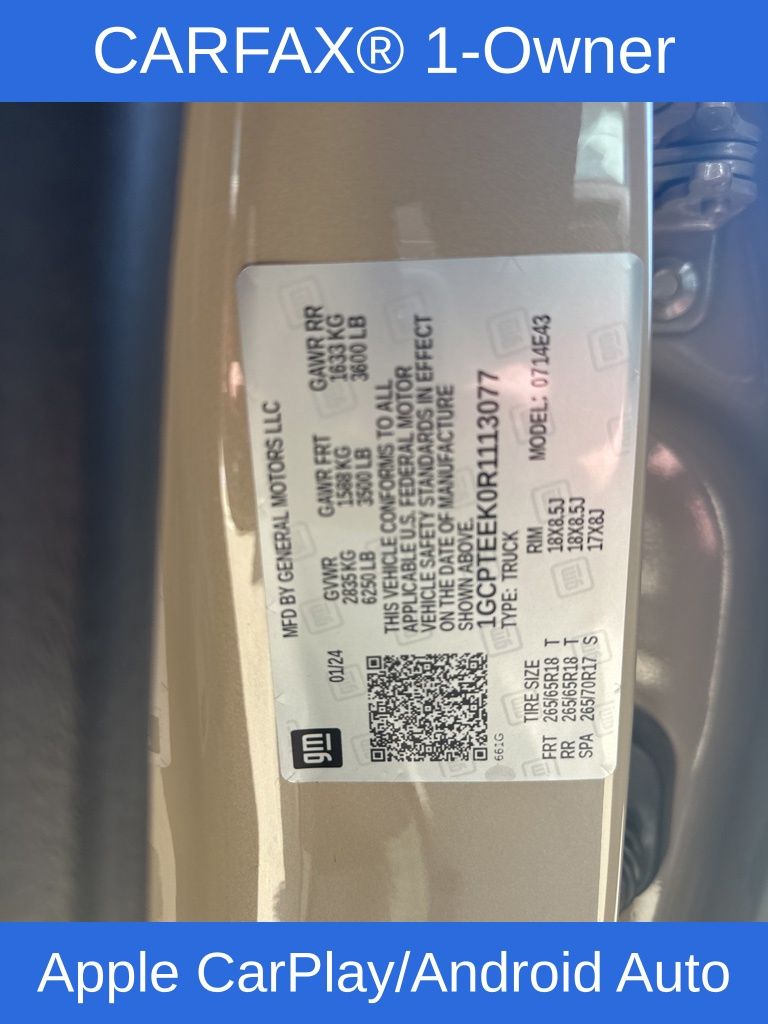 CARFAX® 1-Owner
gm
01/24
MFD BY GENERAL MOTORS LLC
GVWR GAWR FRT GAWR RR
2835 KG 1588 KG 1633 KG
6250 LB 3500 LB 3600 LB
THIS VEHICLE CONFORMS TO ALL
APPLICABLE U.S. FEDERAL MOTOR
VEHICLE SAFETY STANDARDS IN EFFECT
ON THE DATE OF MANUFACTURE
SHOWN ABOVE.
1GCPTEEK0R1113077
661G
TYPE: TRUCK
MODEL: 0714E43
TIRE SIZE RIM
FRT 265/65R18 T 18X8.5J
RR 265/65R18 T 18X8.5J
SPA 265/70R17 S 17X8J
Apple CarPlay/Android Auto